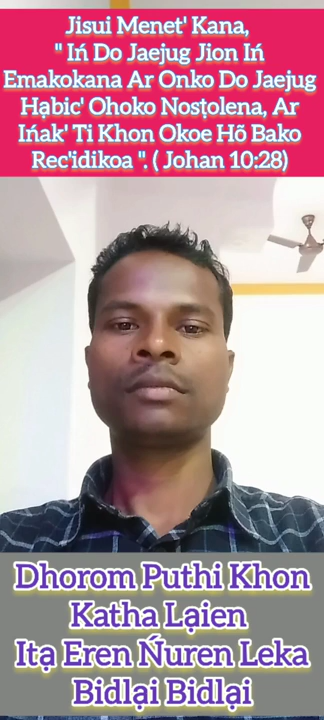 Jisui Menet' Kana,
" Iń Do Jaejug Jion Iń
Emakokana Ar Onko Do Jaejug
Hạbic' Ohoko Nosṭolena, Ar
Ińak' Ti Khon Okoe Hõ Bako
Rec'idikoa ". ( Johan 10:28)
Dhorom Puthi Khon
Katha Lạien
Itạ Eren Ńuren Leka
Bidlại Bidlại